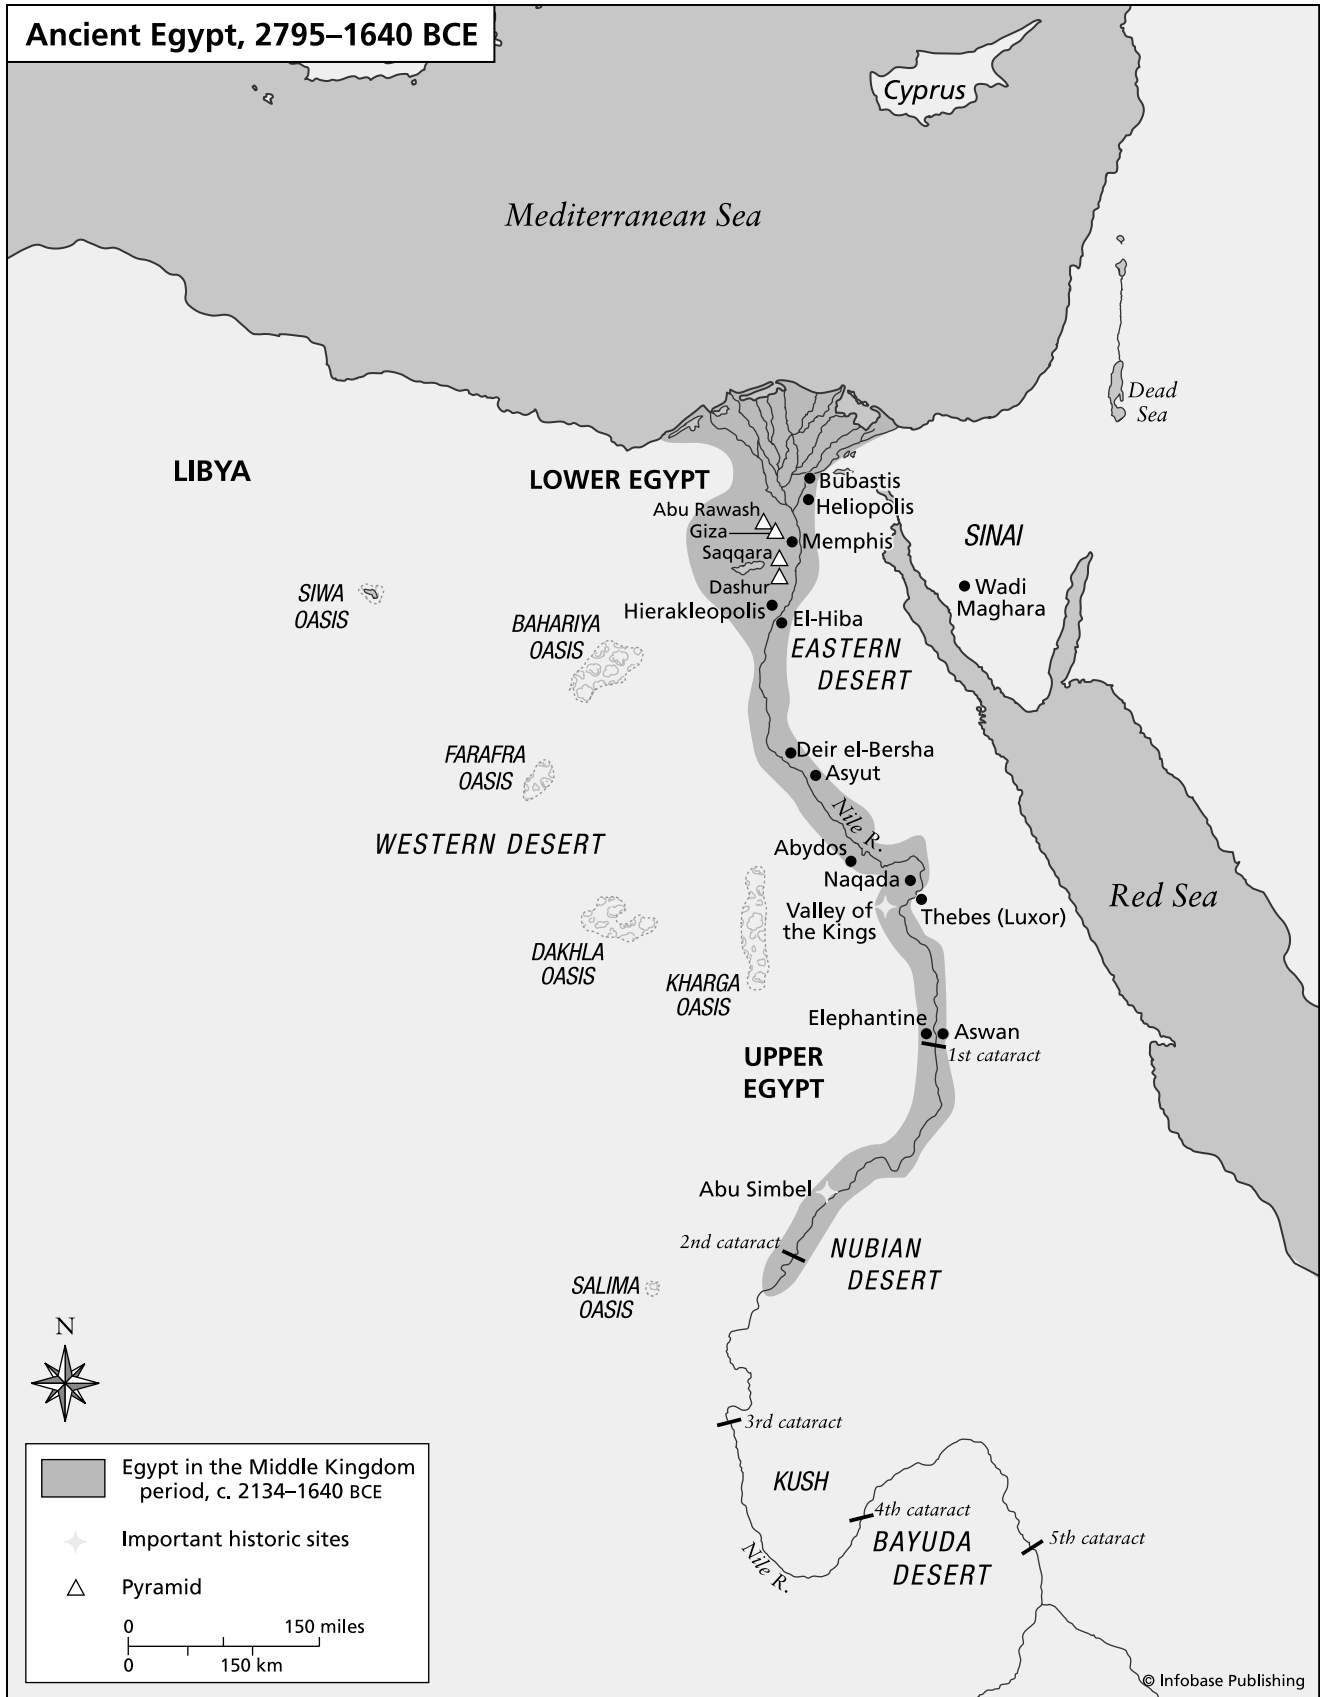 Ancient Egypt, 2795–1640 BCE
Cyprus
Mediterranean Sea
Dead
Sea
LIBYA
LOWER EGYPT
Bubastis
Heliopolis
Abu Rawash
Giza
Memphis
SINAI
Saqqara
Dashur
Wadi
Maghara
SIWA
OASIS
Hierakleopolis
El-Hiba
BAHARIYA
OASIS
EASTERN
DESERT
FARAFRA
OASIS
Deir el-Bersha
Asyut
Nile R.
WESTERN DESERT
Abydos
Naqada
Red Sea
Valley of
the Kings
Thebes (Luxor)
DAKHLA
OASIS
KHARGA
OASIS
Elephantine
Aswan
1st cataract
UPPER
EGYPT
Abu Simbel
2nd cataract
NUBIAN
DESERT
SALIMA
OASIS
N
3rd cataract
KUSH
4th cataract
BAYUDA
DESERT
5th cataract
Nile R.
Egypt in the Middle Kingdom
period, c. 2134–1640 BCE
Important historic sites
Pyramid
0 150 miles
0 150 km
© Infobase Publishing